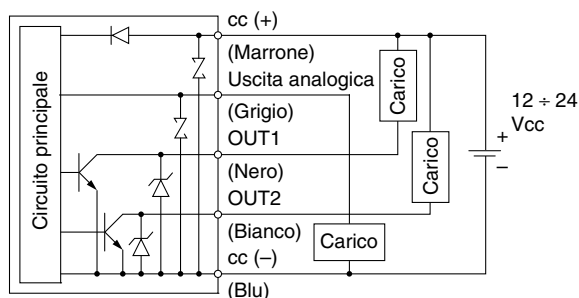 cc (+)
(Marrone)
Uscita analogica
(Grigio)
OUT1
(Nero)
OUT2
(Bianco)
cc (–)
(Blu)
Circuito principale
Carico
Carico
Carico
12 ÷ 24
Vcc
+
–